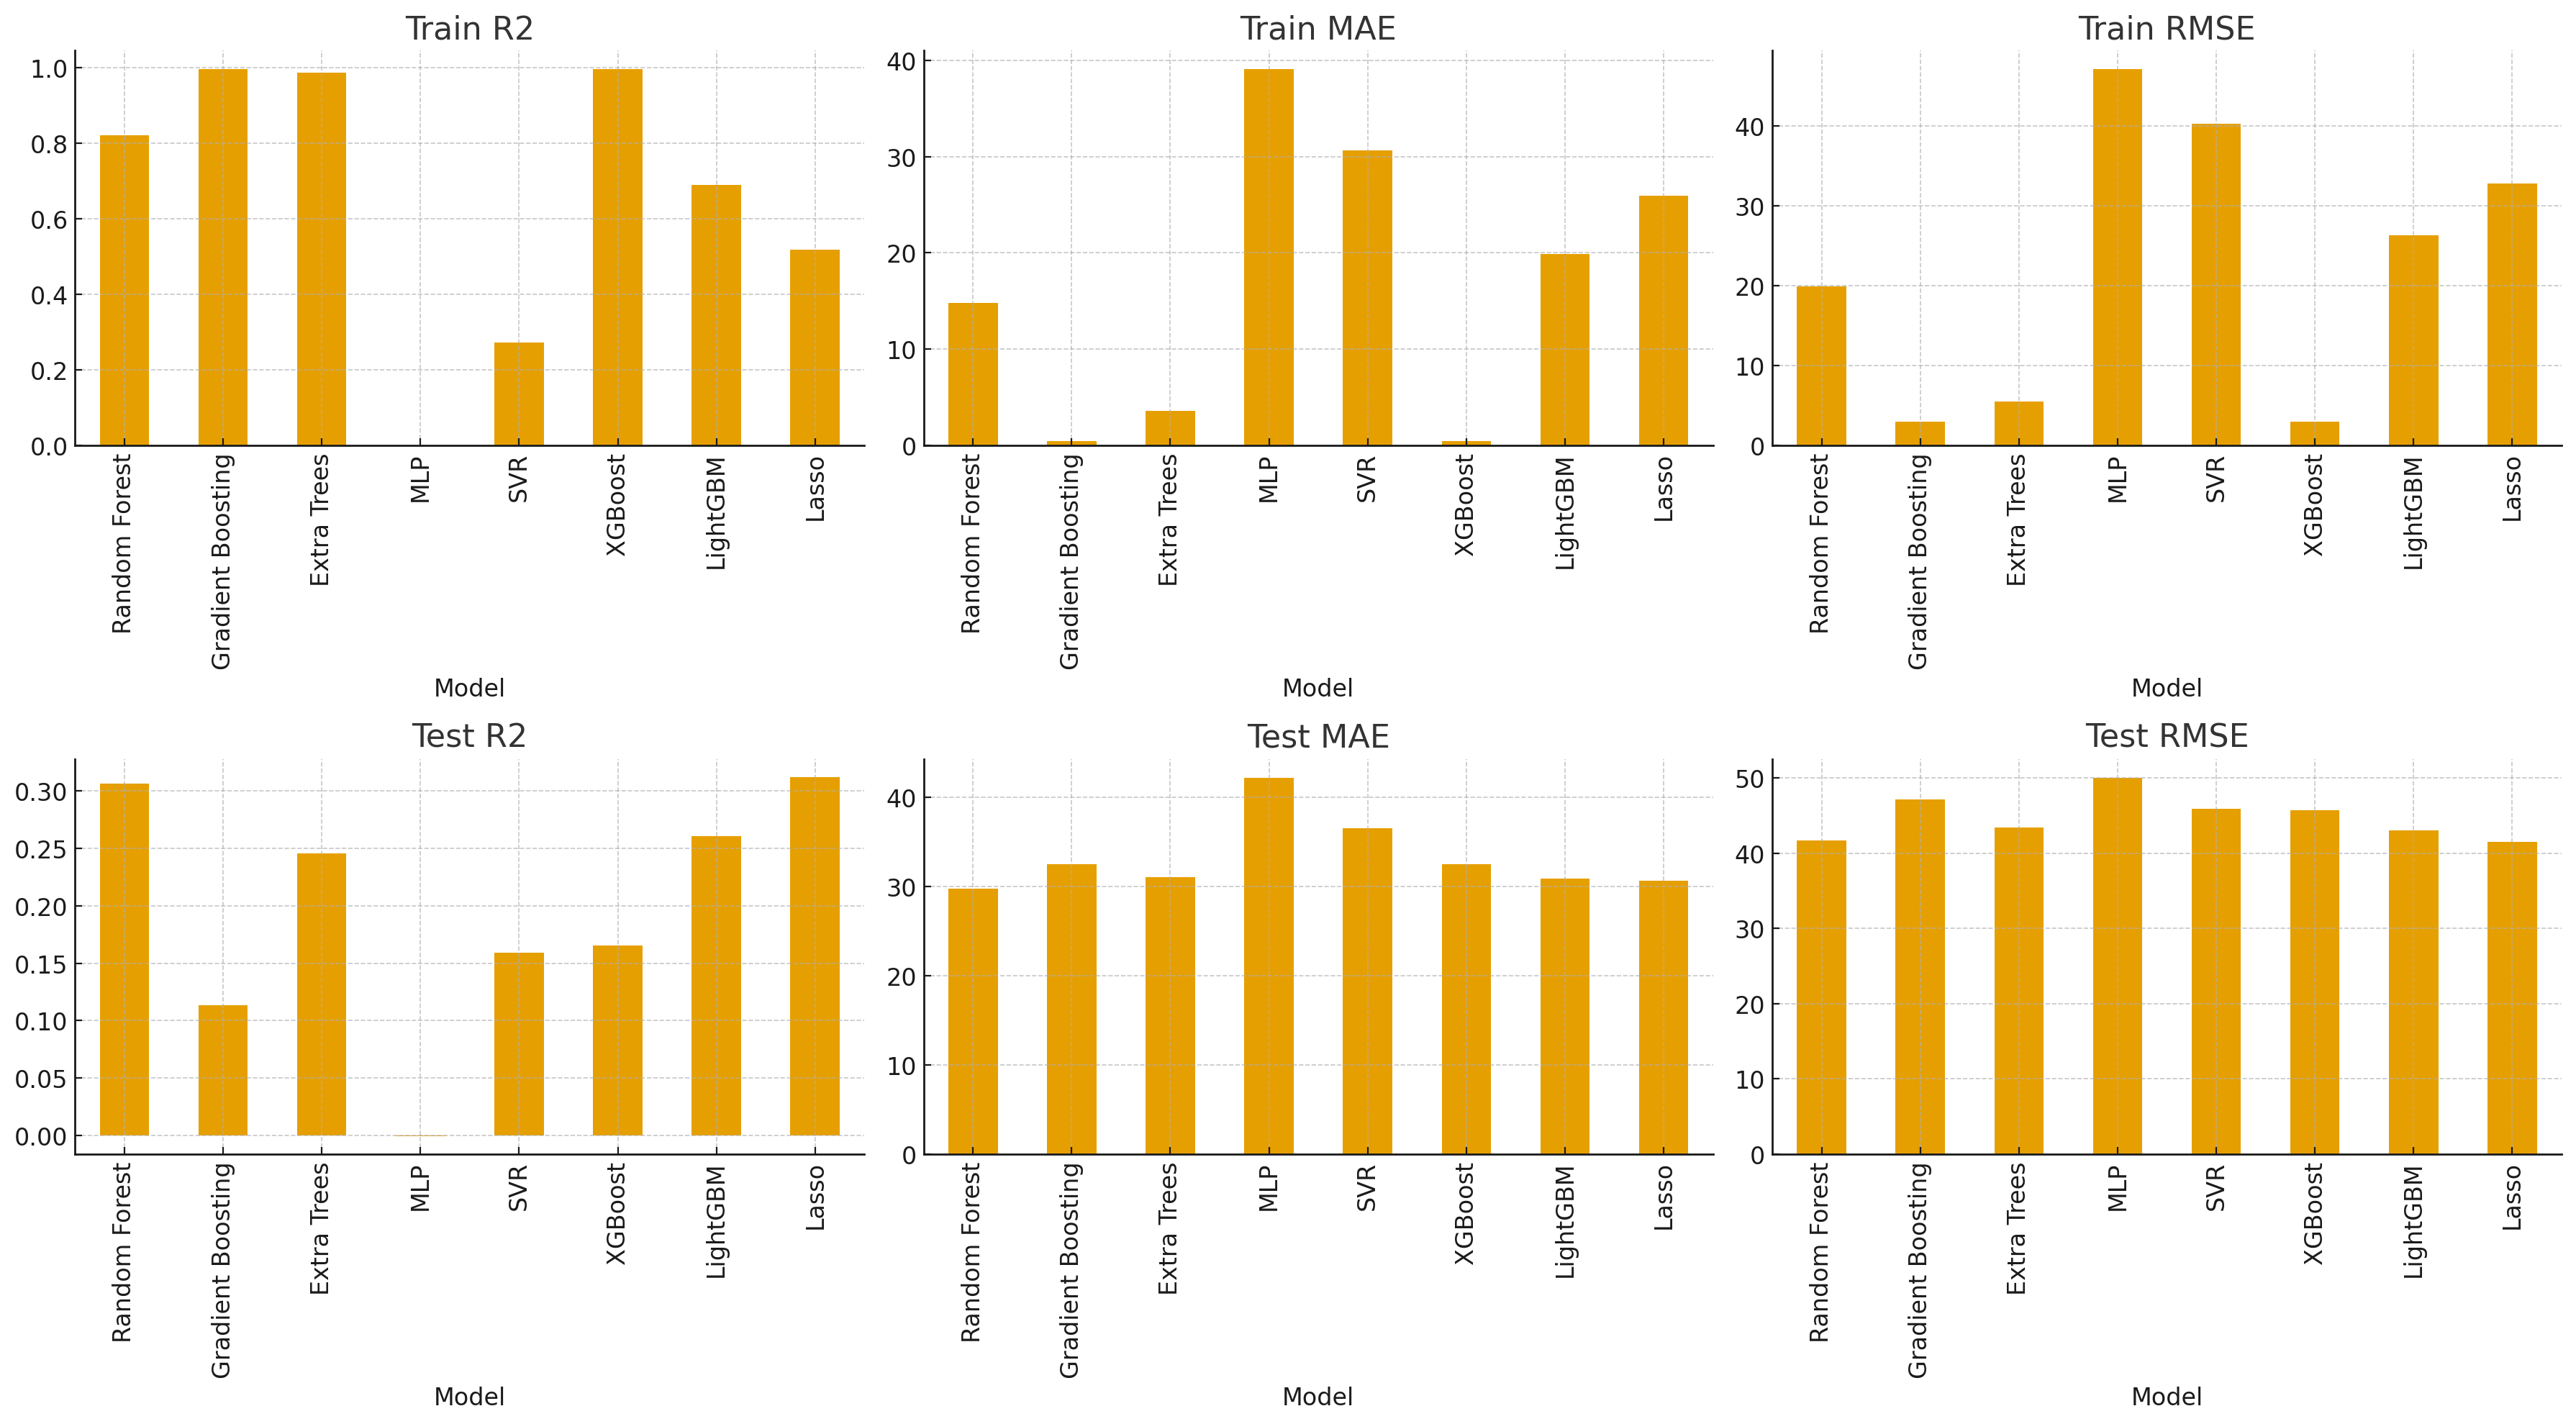 Train R2
1.0
0.8
0.6
0.4
0.2
0.0
Random Forest
Gradient Boosting
Extra Trees
MLP
SVR
XGBoost
LightGBM
Lasso
Model
Train MAE
40
30
20
10
0
Random Forest
Gradient Boosting
Extra Trees
MLP
SVR
XGBoost
LightGBM
Lasso
Model
Train RMSE
40
30
20
10
0
Random Forest
Gradient Boosting
Extra Trees
MLP
SVR
XGBoost
LightGBM
Lasso
Model
Test R2
0.30
0.25
0.20
0.15
0.10
0.05
0.00
Random Forest
Gradient Boosting
Extra Trees
MLP
SVR
XGBoost
LightGBM
Lasso
Model
Test MAE
40
30
20
10
0
Random Forest
Gradient Boosting
Extra Trees
MLP
SVR
XGBoost
LightGBM
Lasso
Model
Test RMSE
50
40
30
20
10
0
Random Forest
Gradient Boosting
Extra Trees
MLP
SVR
XGBoost
LightGBM
Lasso
Model